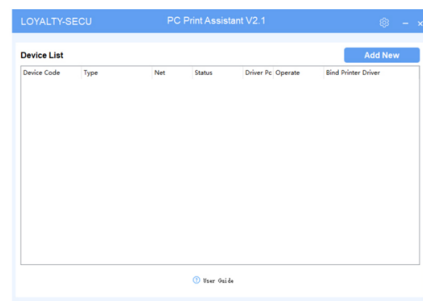 LOYALTY-SECU PC Print Assistant V2.1
Device List Add New
Device Code Type Net Status Driver Pc Operate Bind Printer Driver
User Guide